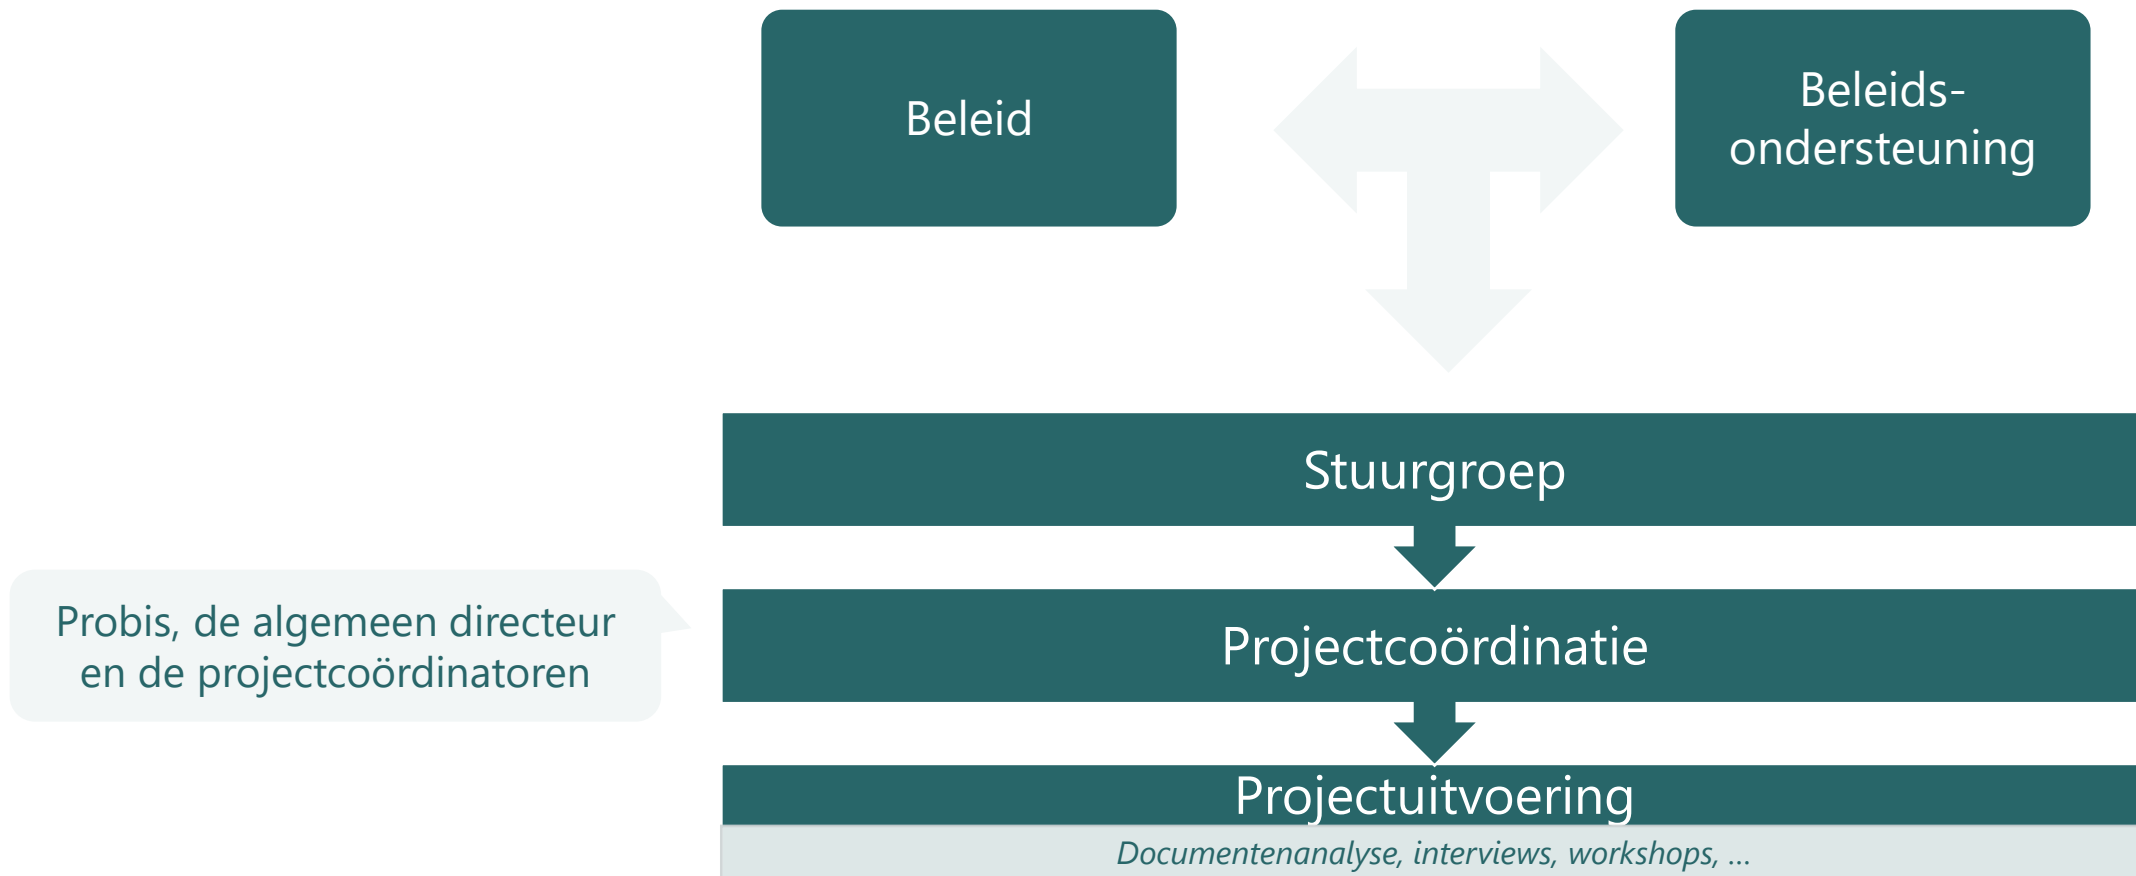 Beleid
Beleids-
ondersteuning
Stuurgroep
Probis, de algemeen directeur
en de projectcoördinatoren
Projectcoördinatie
Projectuitvoering
Documentenanalyse, interviews, workshops, ...